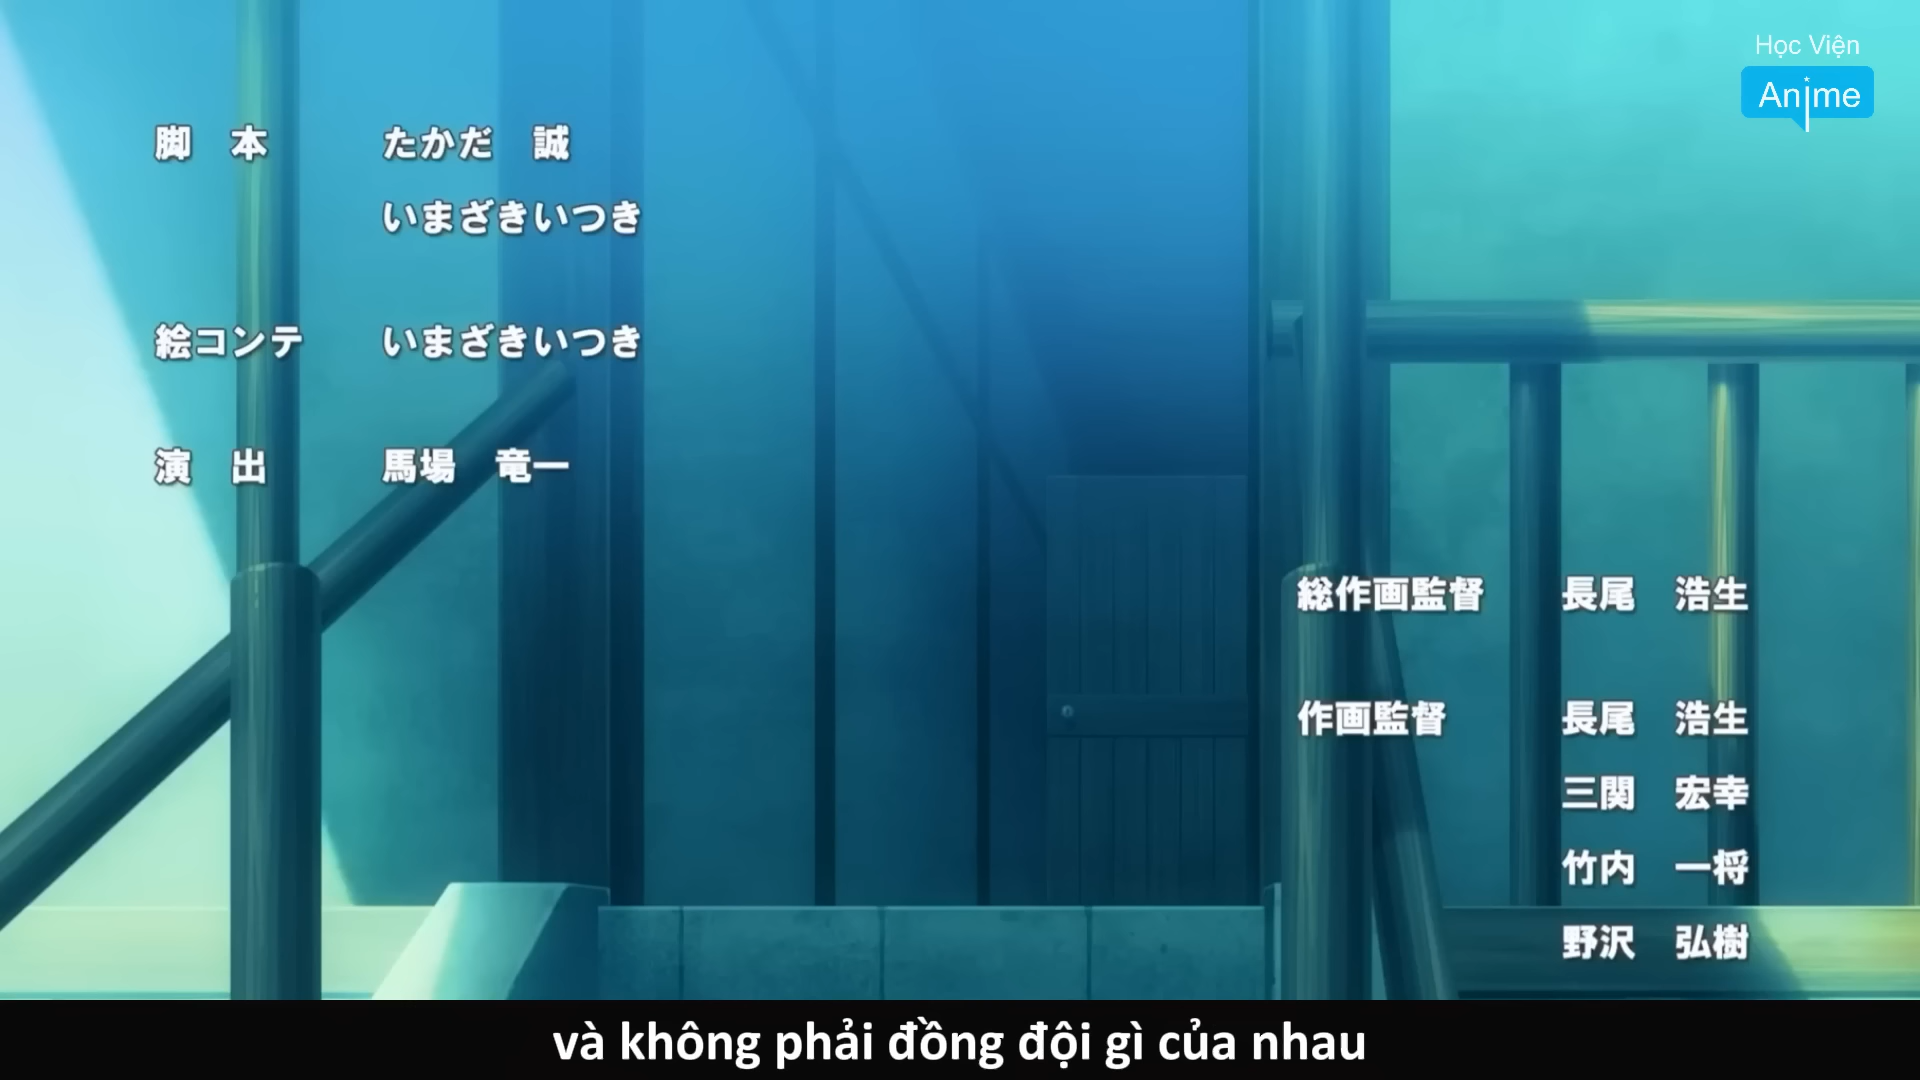 Học Viện
Anime
脚 本 たかだ 誠
いまざきいつき
絵コンテ いまざきいつき
演 出 馬場 竜一
総作画監督 長尾 浩生
作画監督 長尾 浩生
三関 宏幸
竹内 一将
野沢 弘樹
và không phải đồng đội gì của nhau